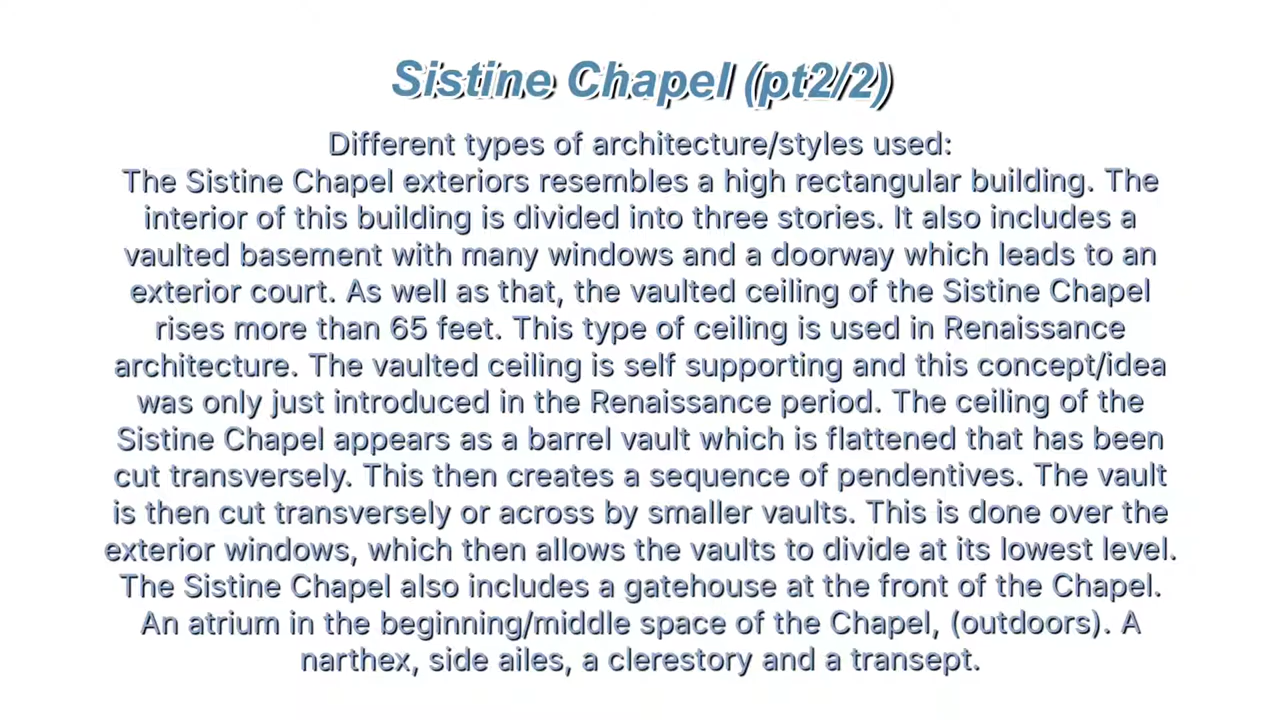 Sistine Chapel (pt2/2)
Different types of architecture/styles used:
The Sistine Chapel exteriors resembles a high rectangular building. The
interior of this building is divided into three stories. It also includes a
vaulted basement with many windows and a doorway which leads to an
exterior court. As well as that, the vaulted ceiling of the Sistine Chapel
rises more than 65 feet. This type of ceiling is used in Renaissance
architecture. The vaulted ceiling is self supporting and this concept/idea
was only just introduced in the Renaissance period. The ceiling of the
Sistine Chapel appears as a barrel vault which is flattened that has been
cut transversely. This then creates a sequence of pendentives. The vault
is then cut transversely or across by smaller vaults. This is done over the
exterior windows, which then allows the vaults to divide at its lowest level.
The Sistine Chapel also includes a gatehouse at the front of the Chapel.
An atrium in the beginning/middle space of the Chapel, (outdoors). A
narthex, side ailes, a clerestory and a transept.